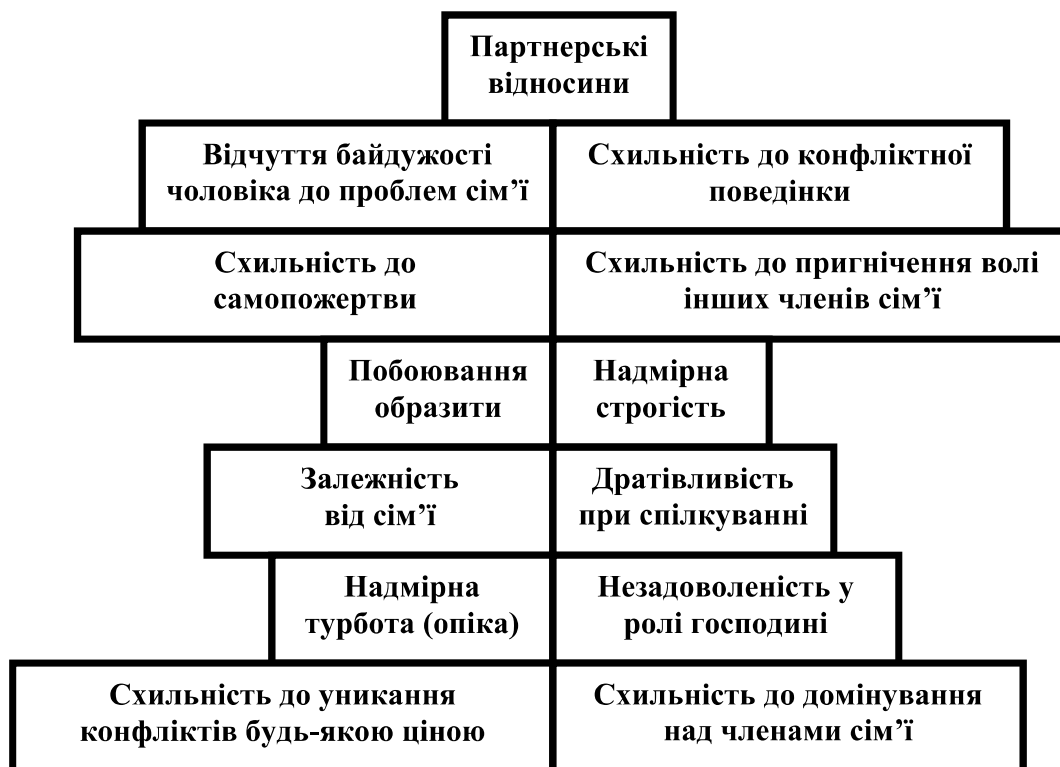 Партнерські
відносини
Відчуття байдужості
чоловіка до проблем сім’ї
Схильність до конфліктної
поведінки
Схильність до
самопожертви
Схильність до пригнічення волі
інших членів сім’ї
Побоювання
образити
Надмірна
строгість
Залежність
від сім’ї
Дратівливість
при спілкуванні
Надмірна
турбота (опіка)
Незадоволеність у
ролі господині
Схильність до уникання
конфліктів будь-якою ціною
Схильність до домінування
над членами сім’ї